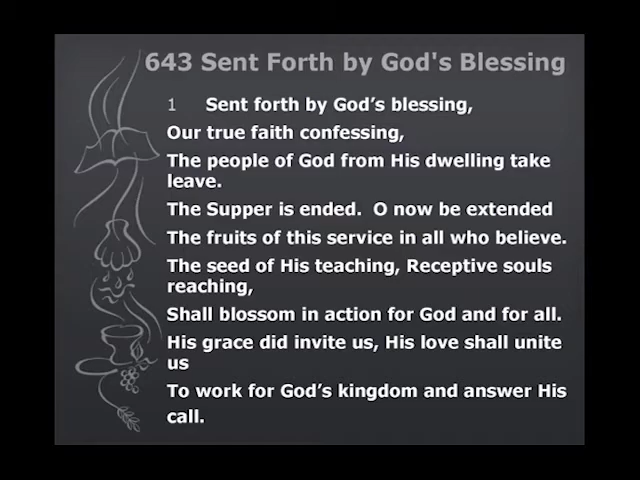 643 Sent Forth by God's Blessing
1 Sent forth by God’s blessing,
Our true faith confessing,
The people of God from His dwelling take
leave.
The Supper is ended. O now be extended
The fruits of this service in all who believe.
The seed of His teaching, Receptive souls
reaching,
Shall blossom in action for God and for all.
His grace did invite us, His love shall unite
us
To work for God’s kingdom and answer His
call.